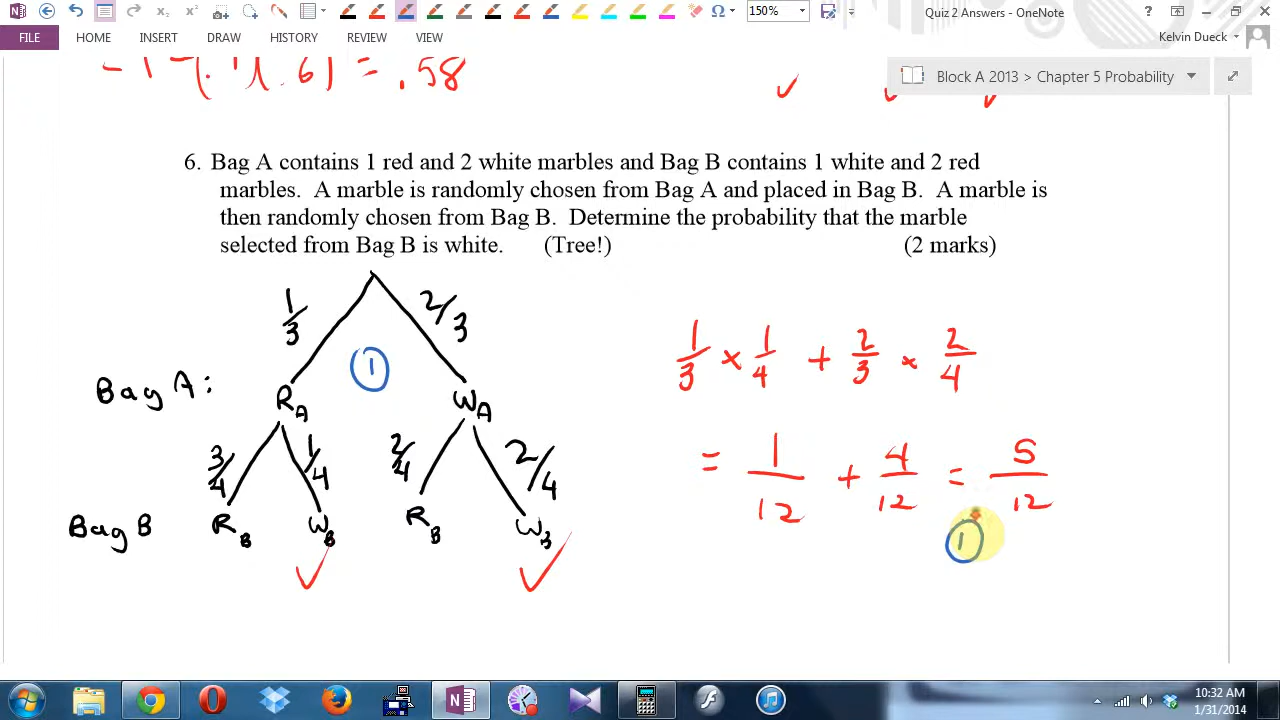 Quiz 2 Answers - OneNote
150%
FILE HOME INSERT DRAW HISTORY REVIEW VIEW
Kelvin Dueck
Block A 2013 > Chapter 5 Probability
= .58
6. Bag A contains 1 red and 2 white marbles and Bag B contains 1 white and 2 red
marbles. A marble is randomly chosen from Bag A and placed in Bag B. A marble is
then randomly chosen from Bag B. Determine the probability that the marble
selected from Bag B is white. (Tree!) (2 marks)
1/3 2/3
1/3 × 1/4 + 2/3 × 2/4
1
Bag A: R_A W_A
3/4 1/4 2/4 2/4
= 1/12 + 4/12 = 5/12
Bag B R_B W_B R_B W_B
1
10:32 AM
1/31/2014